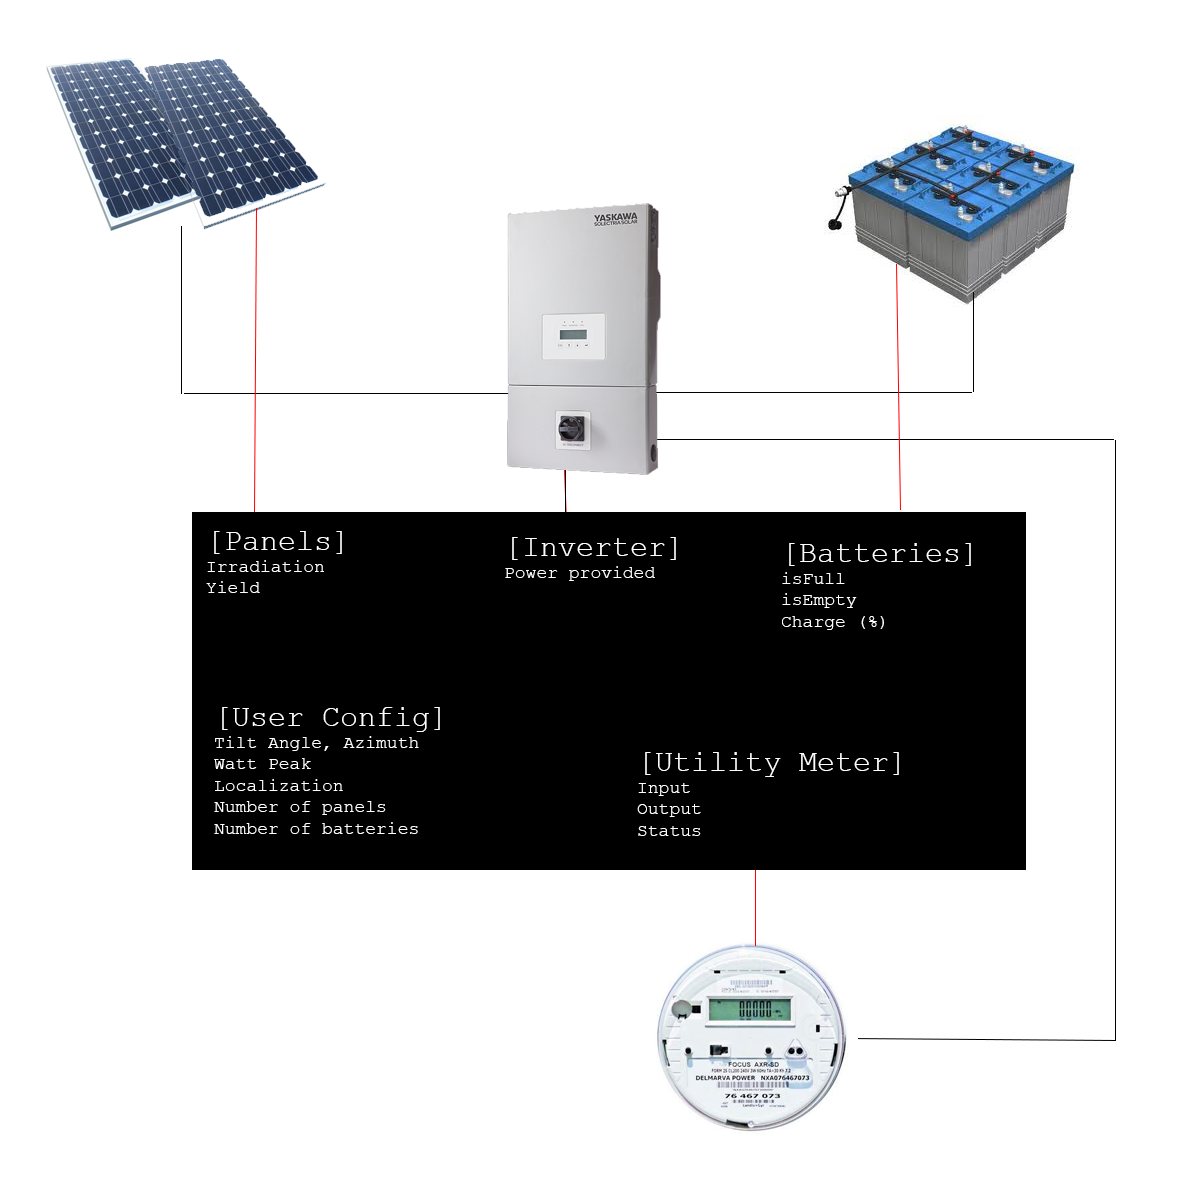 YASKAWA
SOLECTRIA SOLAR
[Panels]
Irradiation
Yield
[Inverter]
Power provided
[Batteries]
isFull
isEmpty
Charge (%)
[User Config]
Tilt Angle, Azimuth
Watt Peak
Localization
Number of panels
Number of batteries
[Utility Meter]
Input
Output
Status
FOCUS AXR-SD
DELMARVA POWER NXA076467073
76 467 073
Landis+Gyr